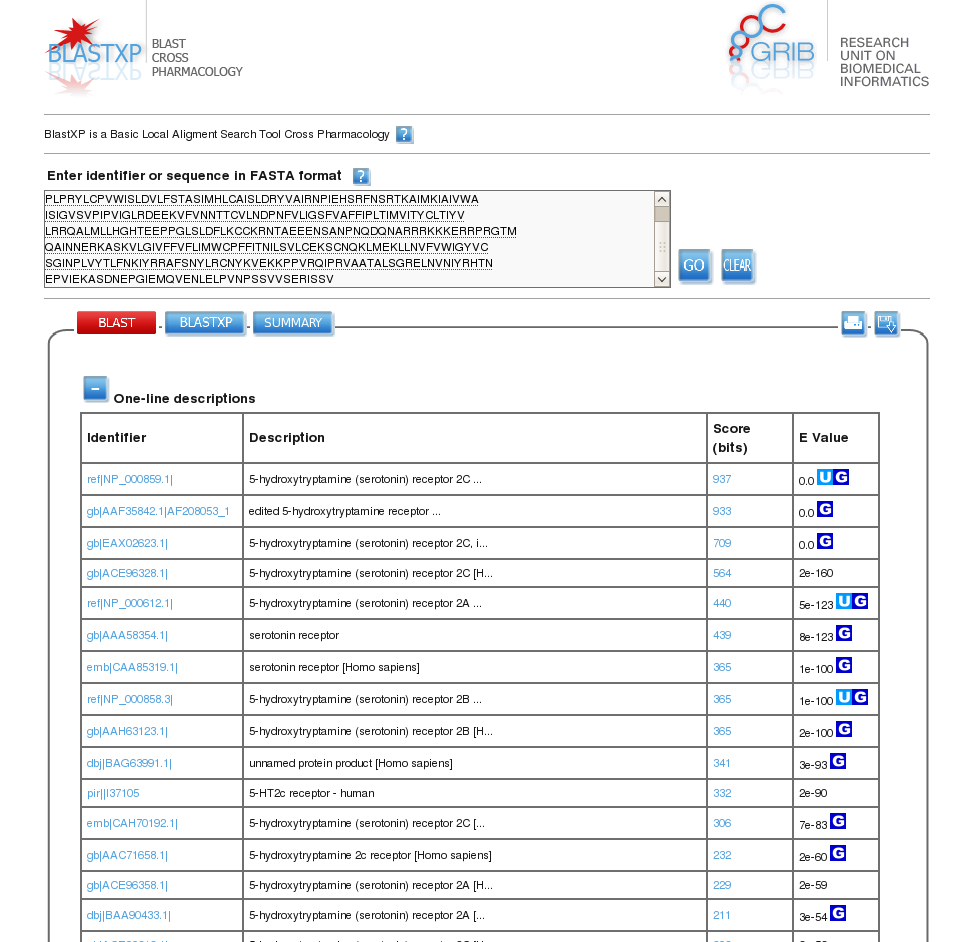 BLASTXP
BLAST
CROSS
PHARMACOLOGY
GRIB
RESEARCH
UNIT ON
BIOMEDICAL
INFORMATICS
BlastXP is a Basic Local Aligment Search Tool Cross Pharmacology ?
Enter identifier or sequence in FASTA format ?
PLPRYLCPVWISLDVLFSTASIMHLCAISLDRYVAIRNPIEHSRFNSRTKAIMKIAIVWA
ISIGVSVPIPVIGLRDEEKVFVNNTTCVLNDPNFVLIGSFVAFFIPLTIMVITYCLTIYV
LRRQALMLLHGHTEEPPGLSLDFLKCCKRNTAEEENSANPNQDQNARRRKKKERRPRGTM
QAINNERKASKVLGIVFFVFLIMWCPFFITNILSVLCEKSCNQKLMEKLLNVFVWIGYVC
SGINPLVYTLFNKIYRRAFSNYLRCNYKVEKKPPVRQIPRVAATALSGRELNVNIYRHTN
EPVIEKASDNEPGIEMQVENLELPVNPSSVVSERISSV
GO CLEAR
BLAST BLASTXP SUMMARY
One-line descriptions
Identifier Description Score (bits) E Value
ref|NP_000859.1| 5-hydroxytryptamine (serotonin) receptor 2C ... 937 0.0 U G
gb|AAF35842.1|AF208053_1 edited 5-hydroxytryptamine receptor ... 933 0.0 G
gb|EAX02623.1| 5-hydroxytryptamine (serotonin) receptor 2C, i... 709 0.0 G
gb|ACE96328.1| 5-hydroxytryptamine (serotonin) receptor 2C [H... 564 2e-160
ref|NP_000612.1| 5-hydroxytryptamine (serotonin) receptor 2A ... 440 5e-123 U G
gb|AAA58354.1| serotonin receptor 439 8e-123 G
emb|CAA85319.1| serotonin receptor [Homo sapiens] 365 1e-100 G
ref|NP_000858.3| 5-hydroxytryptamine (serotonin) receptor 2B ... 365 1e-100 U G
gb|AAH63123.1| 5-hydroxytryptamine (serotonin) receptor 2B [H... 365 2e-100 G
dbj|BAG63991.1| unnamed protein product [Homo sapiens] 341 3e-93 G
pir||I37105 5-HT2c receptor - human 332 2e-90
emb|CAH70192.1| 5-hydroxytryptamine (serotonin) receptor 2C [... 306 7e-83 G
gb|AAC71658.1| 5-hydroxytryptamine 2c receptor [Homo sapiens] 232 2e-60 G
gb|ACE96358.1| 5-hydroxytryptamine (serotonin) receptor 2A [H... 229 2e-59
dbj|BAA90433.1| 5-hydroxytryptamine (serotonin) receptor 2A [... 211 3e-54 G